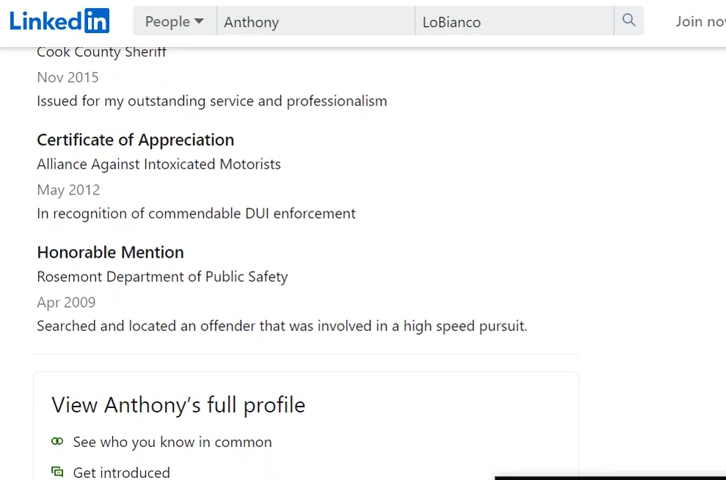 Linked in People Anthony LoBianco Join
Cook County Sheriff
Nov 2015
Issued for my outstanding service and professionalism
Certificate of Appreciation
Alliance Against Intoxicated Motorists
May 2012
In recognition of commendable DUI enforcement
Honorable Mention
Rosemont Department of Public Safety
Apr 2009
Searched and located an offender that was involved in a high speed pursuit.
View Anthony’s full profile
See who you know in common
Get introduced